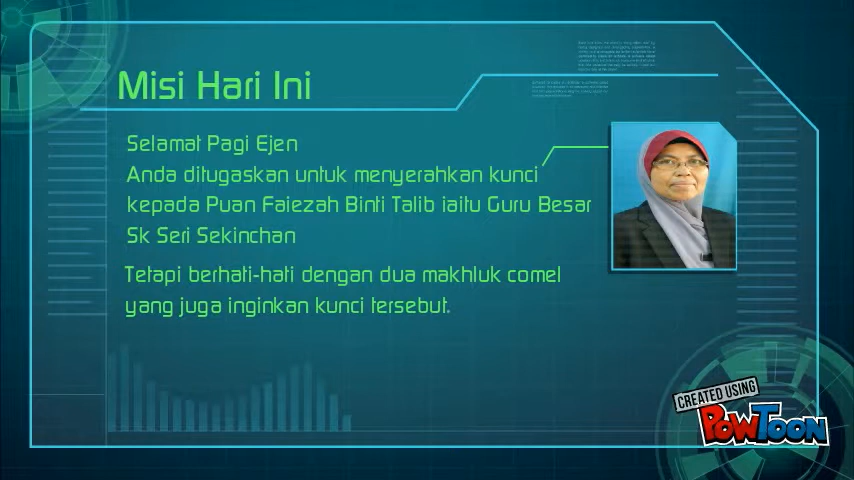 Misi Hari Ini
Selamat Pagi Ejen
Anda ditugaskan untuk menyerahkan kunci
kepada Puan Faiezah Binti Talib iaitu Guru Besar
Sk Seri Sekinchan
Tetapi berhati-hati dengan dua makhluk comel
yang juga inginkan kunci tersebut.
CREATED USING
POWTOON